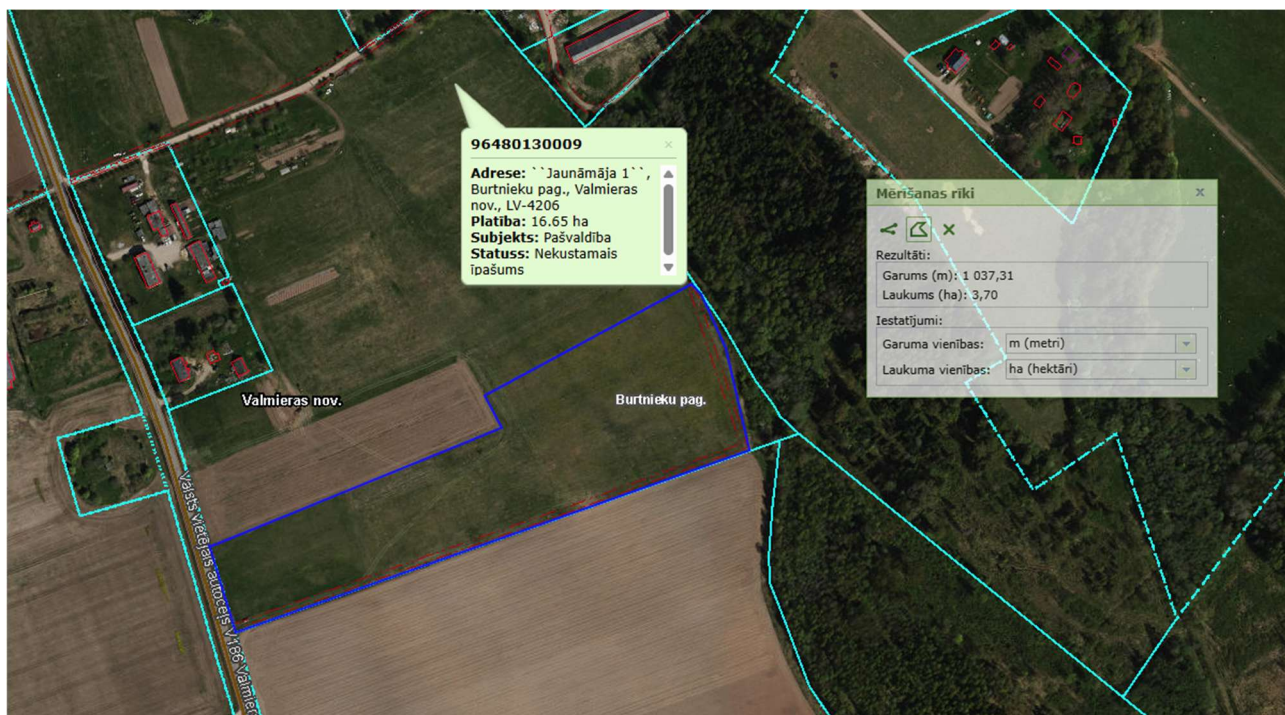 96480130009
Adrese: ``Jaunāmāja 1``,
Burtnieku pag., Valmieras
nov., LV-4206
Platība: 16.65 ha
Subjekts: Pašvaldība
Statuss: Nekustamais
īpašums
Mērīšanas rīki
Rezultāti:
Garums (m): 1 037,31
Laukums (ha): 3,70
Iestatījumi:
Garuma vienības: m (metri)
Laukuma vienības: ha (hektāri)
Valmieras nov.
Burtnieku pag.
Valsts vietējais autoceļš V186 Valmier